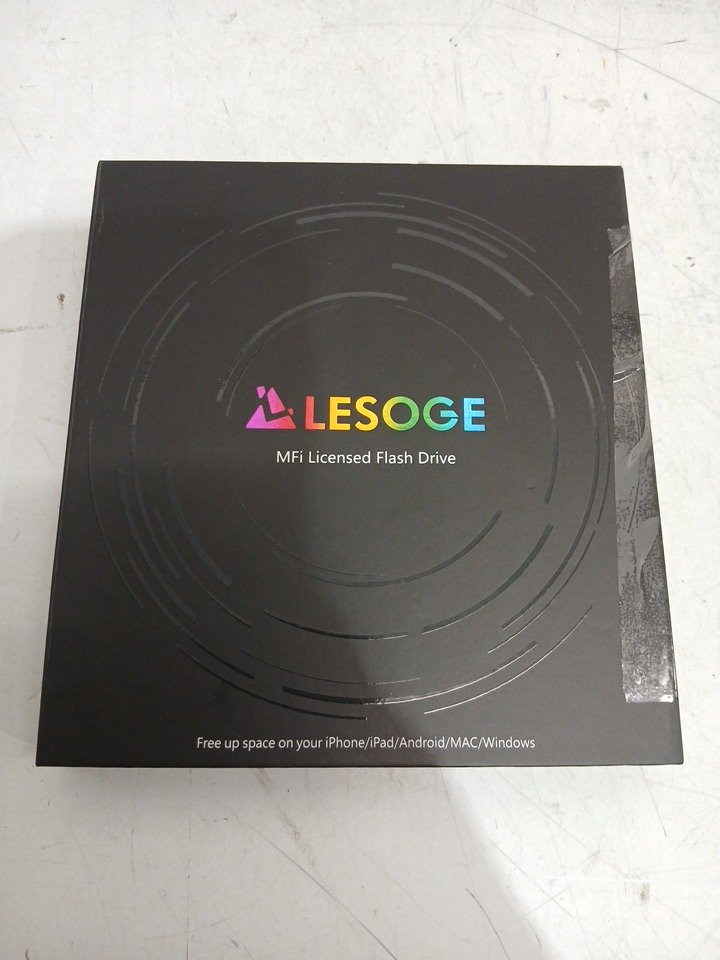 LESOGE
MFi Licensed Flash Drive
Free up space on your iPhone/iPad/Android/MAC/Windows